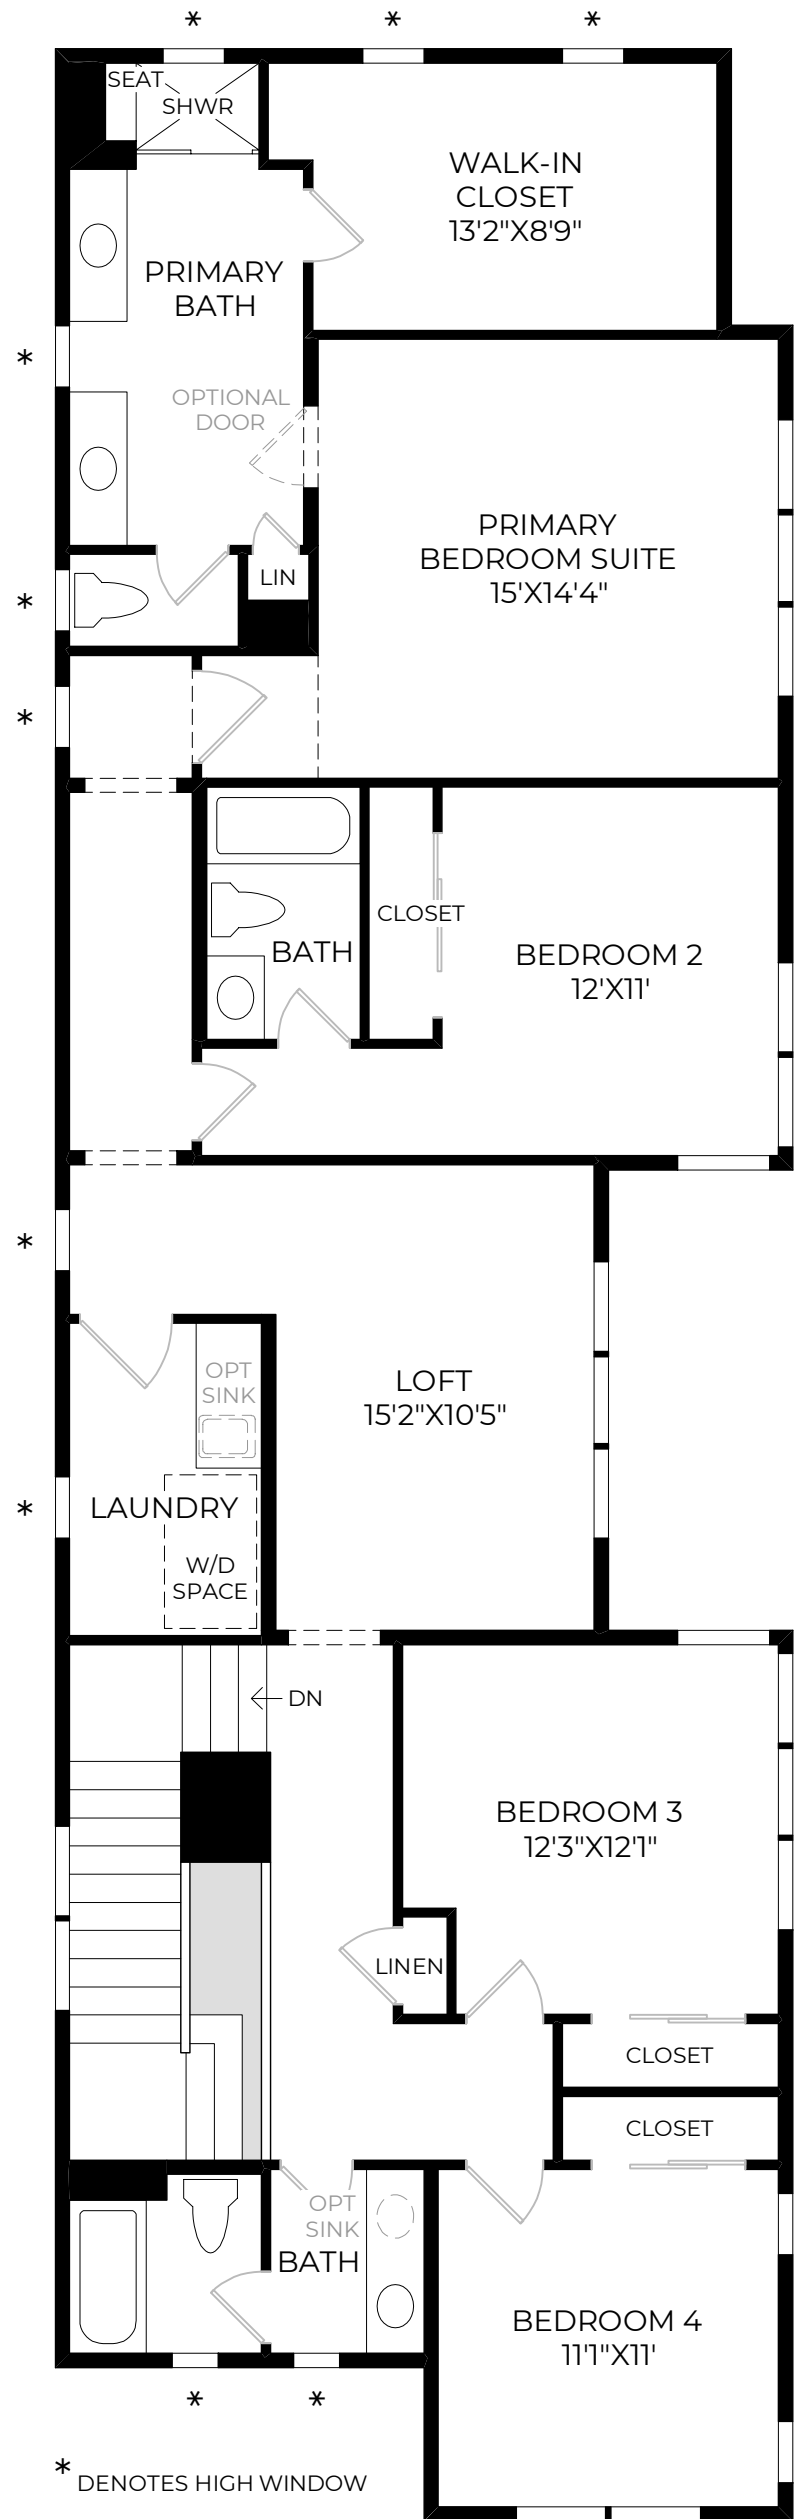 * * *
SEAT
SHWR
WALK-IN
CLOSET
13'2"X8'9"
PRIMARY
BATH
*
OPTIONAL
DOOR
PRIMARY
BEDROOM SUITE
15'X14'4"
LIN
*
*
CLOSET
BATH
BEDROOM 2
12'X11'
*
OPT
SINK
LOFT
15'2"X10'5"
*
LAUNDRY
W/D
SPACE
DN
BEDROOM 3
12'3"X12'1"
LINEN
CLOSET
CLOSET
OPT
SINK
BATH
BEDROOM 4
11'1"X11'
* *
* DENOTES HIGH WINDOW